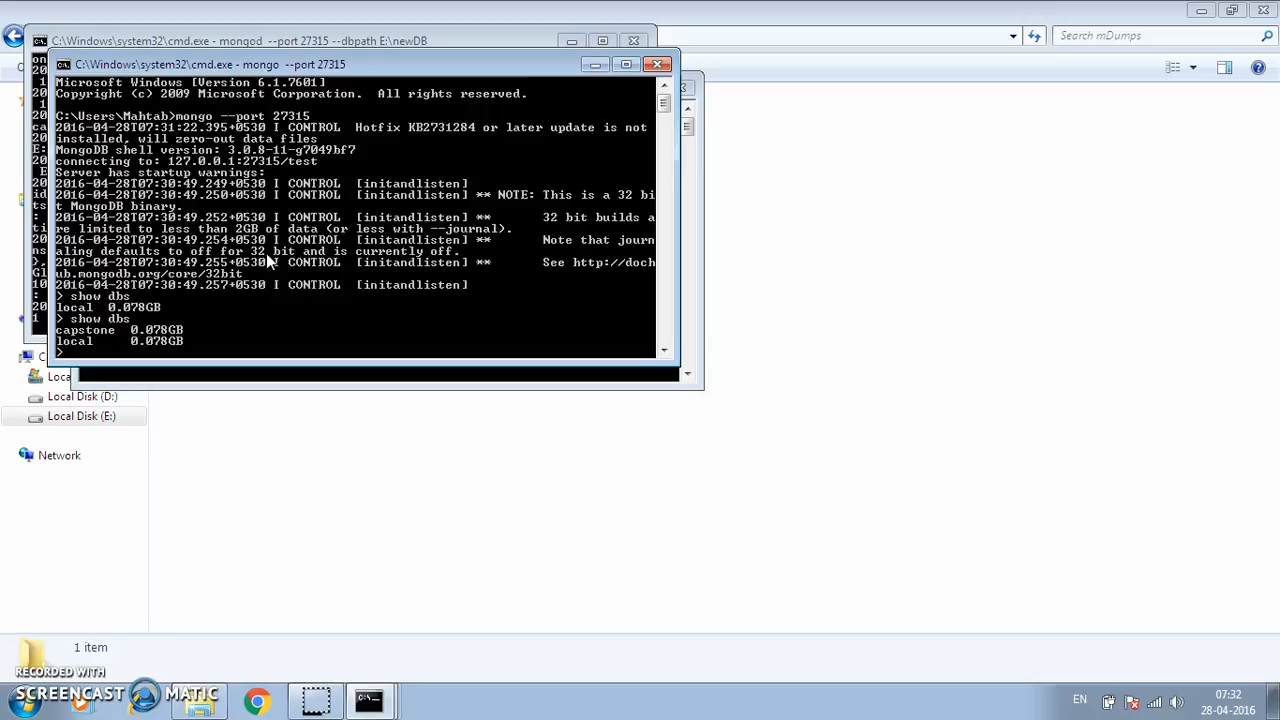 C:\Windows\system32\cmd.exe - mongod --port 27315 --dbpath E:\newDB
Search mDumps
C:\Windows\system32\cmd.exe - mongo --port 27315
Microsoft Windows [Version 6.1.7601]
Copyright (c) 2009 Microsoft Corporation. All rights reserved.
C:\Users\Mahtab>mongo --port 27315
2016-04-28T07:31:22.395+0530 I CONTROL Hotfix KB2731284 or later update is not
installed, will zero-out data files
MongoDB shell version: 3.0.8-11-g7049bf7
connecting to: 127.0.0.1:27315/test
Server has startup warnings:
2016-04-28T07:30:49.249+0530 I CONTROL [initandlisten]
2016-04-28T07:30:49.250+0530 I CONTROL [initandlisten] ** NOTE: This is a 32 bi
t MongoDB binary.
2016-04-28T07:30:49.252+0530 I CONTROL [initandlisten] ** 32 bit builds a
re limited to less than 2GB of data (or less with --journal).
2016-04-28T07:30:49.254+0530 I CONTROL [initandlisten] ** Note that journ
aling defaults to off for 32 bit and is currently off.
2016-04-28T07:30:49.255+0530 I CONTROL [initandlisten] ** See http://doch
ub.mongodb.org/core/32bit
2016-04-28T07:30:49.257+0530 I CONTROL [initandlisten]
> show dbs
local 0.078GB
> show dbs
capstone 0.078GB
local 0.078GB
>
Loca
Local Disk (D:)
Local Disk (E:)
Network
1 item
RECORDED WITH
SCREENCAST MATIC
EN
07:32
28-04-2016